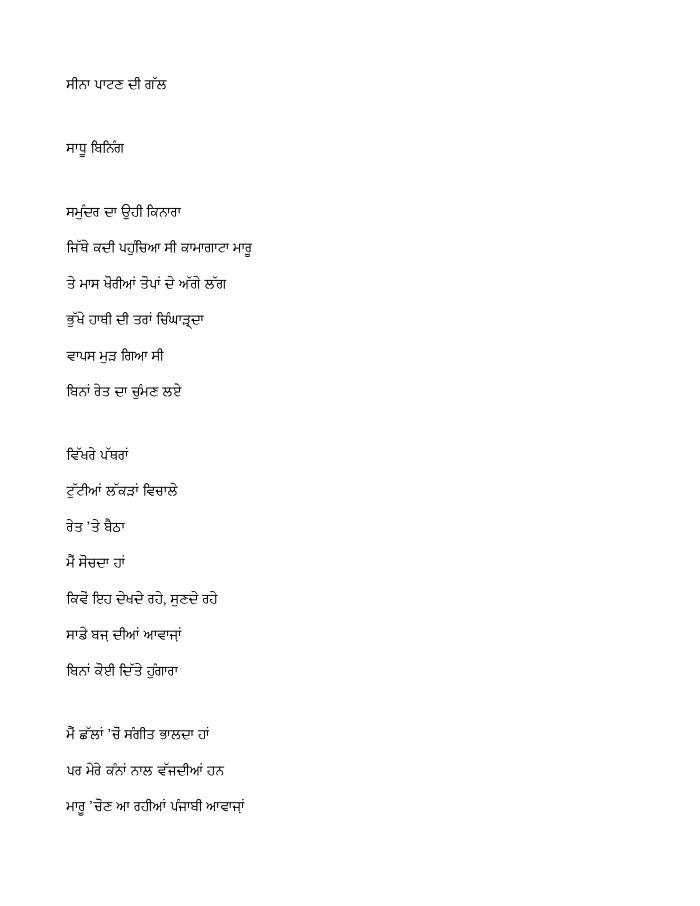 ਸੀਨਾ ਪਾਟਣ ਦੀ ਗੱਲ
ਸਾਧੂ ਬਿਨਿੰਗ
ਸਮੁੰਦਰ ਦਾ ਉਹੀ ਕਿਨਾਰਾ
ਜਿੱਥੇ ਕਦੀ ਪਹੁੰਚਿਆ ਸੀ ਕਾਮਾਗਾਟਾ ਮਾਰੂ
ਤੇ ਮਾਸ ਖੋਰੀਆਂ ਤੋਪਾਂ ਦੇ ਅੱਗੇ ਲੱਗ
ਭੁੱਖੇ ਹਾਥੀ ਦੀ ਤਰਾਂ ਚਿੰਘਾੜ੍ਹਦਾ
ਵਾਪਸ ਮੁੜ ਗਿਆ ਸੀ
ਬਿਨਾਂ ਰੇਤ ਦਾ ਚੁੰਮਣ ਲਏ
ਵਿੱਖਰੇ ਪੱਥਰਾਂ
ਟੁੱਟੀਆਂ ਲੱਕੜਾਂ ਵਿਚਾਲੇ
ਰੇਤ ’ਤੇ ਬੈਠਾ
ਮੈਂ ਸੋਚਦਾ ਹਾਂ
ਕਿਵੇਂ ਇਹ ਦੇਖਦੇ ਰਹੇ, ਸੁਣਦੇ ਰਹੇ
ਸਾਡੇ ਬਜ਼੍ ਦੀਆਂ ਆਵਾਜ਼ਾਂ
ਬਿਨਾਂ ਕੋਈ ਦਿੱਤੇ ਹੁੰਗਾਰਾ
ਮੈਂ ਛੱਲਾਂ ’ਚੋਂ ਸੰਗੀਤ ਭਾਲਦਾ ਹਾਂ
ਪਰ ਮੇਰੇ ਕੰਨਾਂ ਨਾਲ ਵੱਜਦੀਆਂ ਹਨ
ਮਾਰੂ ’ਚੋਣ ਆ ਰਹੀਆਂ ਪੰਜਾਬੀ ਆਵਾਜ਼ਾਂ